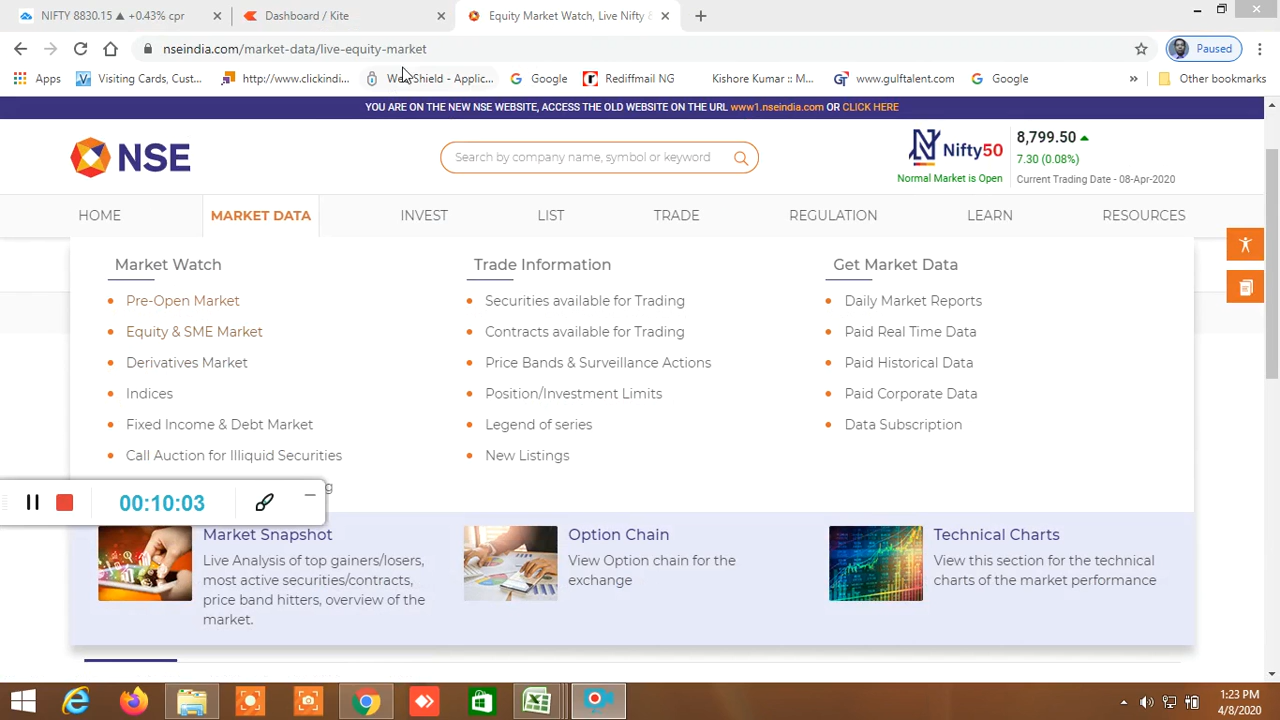 NIFTY 8830.15 ▲ +0.43% cpr
Dashboard / Kite
Equity Market Watch, Live Nifty
nseindia.com/market-data/live-equity-market
Paused
Apps
Visiting Cards, Cust...
http://www.clickindi...
WebShield - Applic...
Google
Rediffmail NG
Kishore Kumar :: M...
www.gulftalent.com
Google
»
Other bookmarks
YOU ARE ON THE NEW NSE WEBSITE, ACCESS THE OLD WEBSITE ON THE URL www1.nseindia.com OR CLICK HERE
NSE
Search by company name, symbol or keyword
Nifty50
Normal Market is Open
8,799.50
7.30 (0.08%)
Current Trading Date - 08-Apr-2020
HOME
MARKET DATA
INVEST
LIST
TRADE
REGULATION
LEARN
RESOURCES
Market Watch
Pre-Open Market
Equity & SME Market
Derivatives Market
Indices
Fixed Income & Debt Market
Call Auction for Illiquid Securities
Trade Information
Securities available for Trading
Contracts available for Trading
Price Bands & Surveillance Actions
Position/Investment Limits
Legend of series
New Listings
Get Market Data
Daily Market Reports
Paid Real Time Data
Paid Historical Data
Paid Corporate Data
Data Subscription
00:10:03
Market Snapshot
Live Analysis of top gainers/losers,
most active securities/contracts,
price band hitters, overview of the
market.
Option Chain
View Option chain for the
exchange
Technical Charts
View this section for the technical
charts of the market performance
1:23 PM
4/8/2020